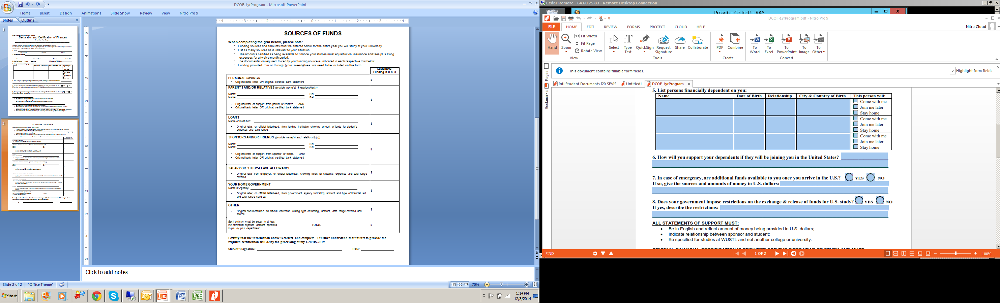 DCOF-1yrProgram - Microsoft PowerPoint
Home Insert Design Animations Slide Show Review View Nitro Pro 9
Slides Outline
1
Declaration and Certification of Finances
2
SOURCES OF FUNDS
SOURCES OF FUNDS
When completing the grid below, please note:
• Funding sources and amounts must be entered below for the entire year you will study at your university
• List as many sources as is relevant to your situation.
• The amounts certified as being available to finance your studies must equal tuition, insurance and fees plus living
expenses for a twelve month period.
• The documentation required to certify your funding source is indicated in each respective row below.
• Funding provided from or through (your university)does not need to be included on this form.
Guaranteed
Funding in U.S. $
PERSONAL SAVINGS
$
• Original bank letter OR original, certified bank statement
PARENTS AND/OR RELATIVES (provide name(s) & relationship(s))
Name: Rel.
Name: Rel.
$
• Original letter of support from parent or relative, AND
• Original bank letter OR original, certified bank statement
LOANS
Name of Institution:
$
• Original letter, on official letterhead, from lending institution showing amount of funds for student's
expenses and date range.
SPONSORS AND/OR FRIENDS (provide name(s) and relationship(s))
Name: Rel.
Name: Rel.
$
• Original letter of support from sponsor or friend, AND
• Original bank letter OR original, certified bank statement
SALARY OR STUDY-LEAVE ALLOWANCE
$
• Original letter from employer, on official letterhead, showing funds for student's expenses and date range
covered.
YOUR HOME GOVERNMENT
Name of Agency:
$
• Original letter, on official letterhead, from government agency indicating amount and type of financial aid
and date range covered.
OTHER:
$
• Original documentation on official letterhead stating type of funding, amount, date range covered and
source.
Each column must be equal to at least
the minimum expense amount specified TOTAL $
to you by your department.
I certify that the information above is correct and complete. I further understand that failure to provide the
required certification will delay the processing of my I-20/DS-2019.
Student's Signature: Date:
Click to add notes
Slide 2 of 2 "Office Theme" 70%
Start
1:14 PM
12/8/2014
Cedar Remote - 64.60.75.83 - Remote Desktop Connection
Prosdb - Collect! - RAY
DCOF-1yrProgram.pdf - Nitro Pro 9
FILE HOME EDIT REVIEW FORMS PROTECT CLOUD HELP
Nitro Cloud
Hand Zoom Fit Width Fit Page Rotate View
View
Select Type Text QuickSign Request Signature Share Collaborate
Tools
PDF Combine
Create
To Word To Excel To PowerPoint To Image To Other
Convert
This document contains fillable form fields.
Highlight form fields
Pages
Bookmarks
Intl Student Documents I20 SEVIS Untitled1 DCOF-1yrProgram
5. List persons financially dependent on you:
Name Date of Birth Relationship City & Country of Birth This person will:
Come with me
Join me later
Stay home
Come with me
Join me later
Stay home
Come with me
Join me later
Stay home
6. How will you support your dependents if they will be joining you in the United States?
7. In case of emergency, are additional funds available to you once you arrive in the U.S.? YES NO
If so, give the sources and amounts of money in U.S. dollars:
8. Does your government impose restrictions on the exchange & release of funds for U.S. study? YES NO
If yes, describe the restrictions:
ALL STATEMENTS OF SUPPORT MUST:
• Be in English and reflect amount of money being provided in U.S. dollars;
• Indicate relationship between sponsor and student;
• Be specified for studies at WUSTL and not another college or university.
ORIGINAL FINANCIAL CERTIFICATION IS REQUIRED FOR THE FIRST YEAR OF STUDY AND MUST:
FIND 1 OF 2 100%